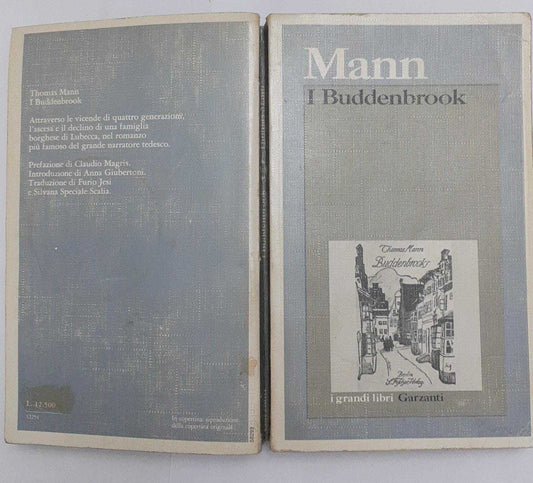 Thomas Mann
I Buddenbrook
Attraverso le vicende di quattro generazioni,
l'ascesa e il declino di una famiglia
borghese di Lubecca, nel romanzo
più famoso del grande narratore tedesco.
Prefazione di Claudio Magris.
Introduzione di Anna Giubertoni.
Traduzione di Furio Jesi
e Silvana Speciale Scalia.
L. 12.500
In copertina: riproduzione
della copertina originale
Mann
I Buddenbrook
Thomas Mann
Buddenbrooks
Berlin
S. Fischer Verlag
i grandi libri Garzanti